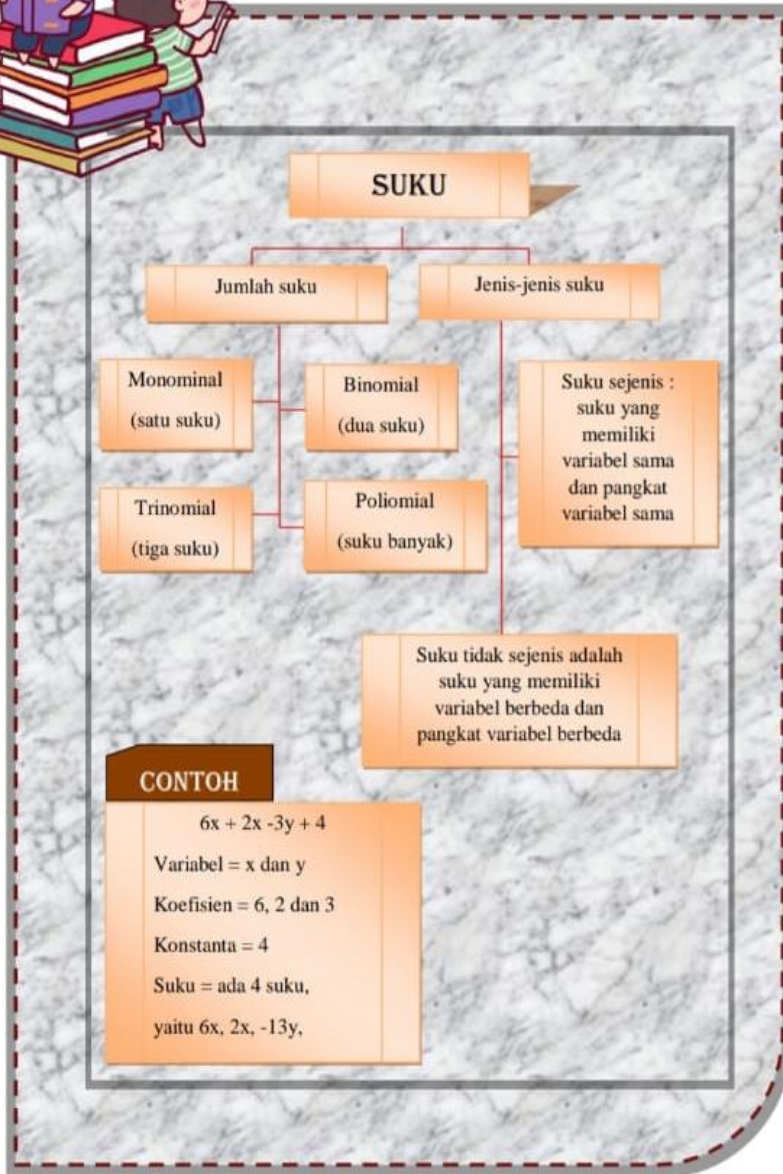 SUKU
Jumlah suku
Jenis-jenis suku
Monominal
(satu suku)
Binomial
(dua suku)
Trinomial
(tiga suku)
Poliomial
(suku banyak)
Suku sejenis :
suku yang
memiliki
variabel sama
dan pangkat
variabel sama
Suku tidak sejenis adalah
suku yang memiliki
variabel berbeda dan
pangkat variabel berbeda
CONTOH
6x + 2x -3y + 4
Variabel = x dan y
Koefisien = 6, 2 dan 3
Konstanta = 4
Suku = ada 4 suku,
yaitu 6x, 2x, -13y,